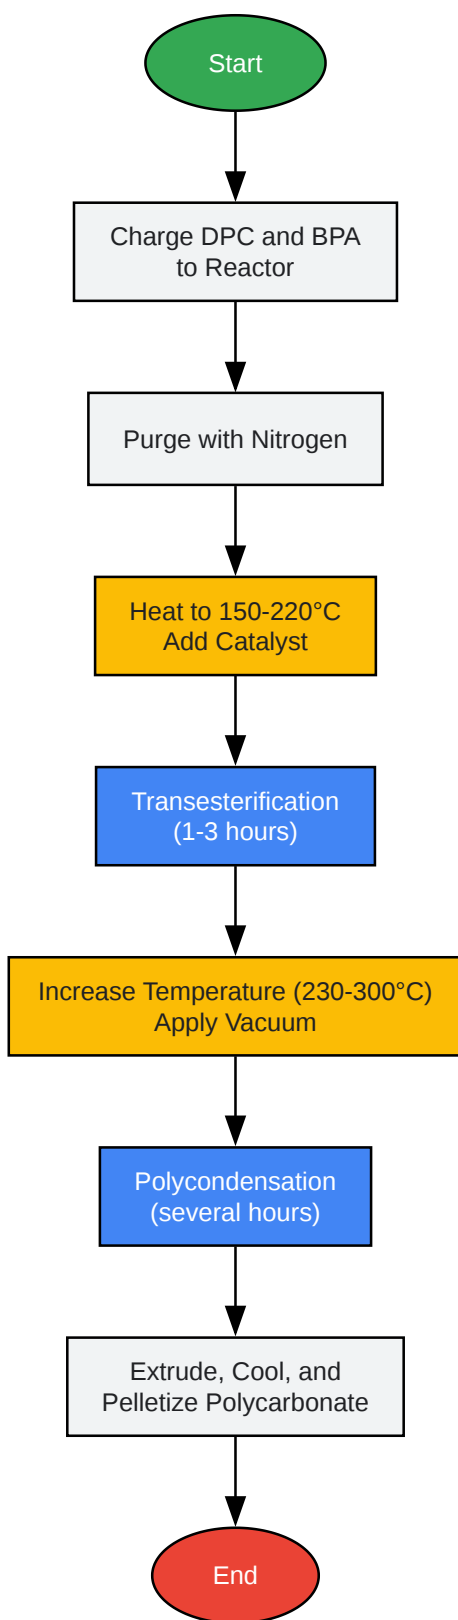 Start
Charge DPC and BPA
to Reactor
Purge with Nitrogen
Heat to 150-220°C
Add Catalyst
Transesterification
(1-3 hours)
Increase Temperature (230-300°C)
Apply Vacuum
Polycondensation
(several hours)
Extrude, Cool, and
Pelletize Polycarbonate
End